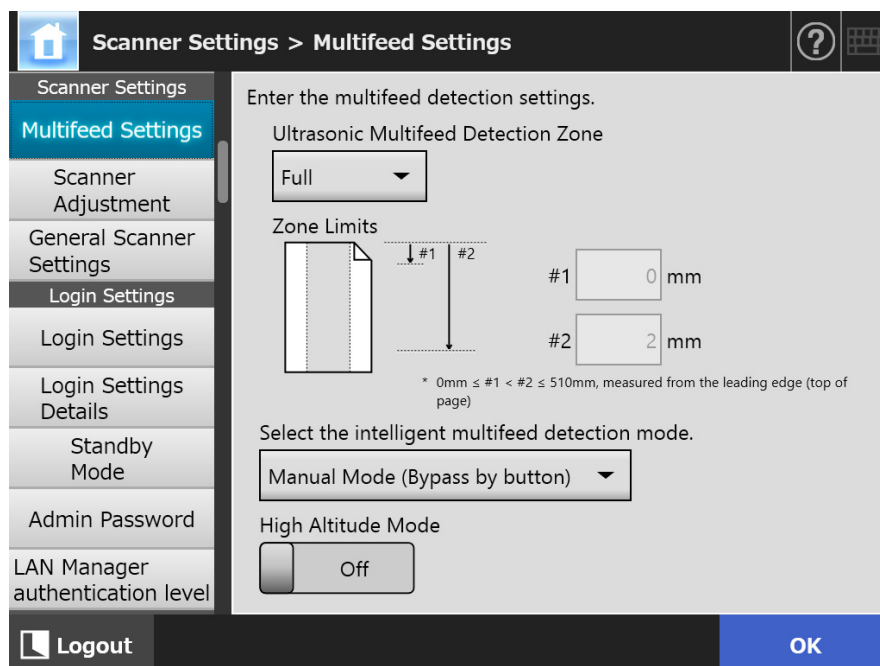 Scanner Settings > Multifeed Settings
?
Scanner Settings
Multifeed Settings
Scanner
Adjustment
General Scanner
Settings
Login Settings
Login Settings
Login Settings
Details
Standby
Mode
Admin Password
LAN Manager
authentication level
Enter the multifeed detection settings.
Ultrasonic Multifeed Detection Zone
Full
Zone Limits
#1 #2
#1 0 mm
#2 2 mm
* 0mm ≤ #1 < #2 ≤ 510mm, measured from the leading edge (top of
page)
Select the intelligent multifeed detection mode.
Manual Mode (Bypass by button)
High Altitude Mode
Off
Logout
OK